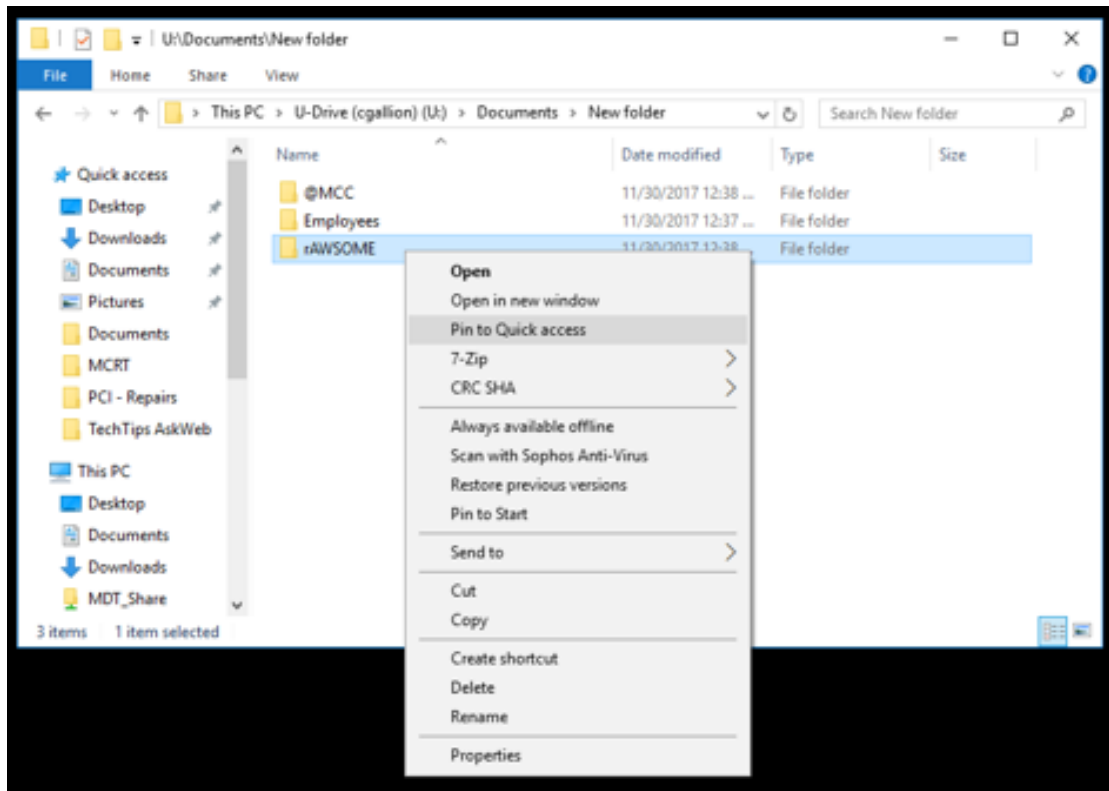 U:\Documents\New folder
File Home Share View
This PC > U-Drive (cgallion) (U:) > Documents > New folder Search New folder
Name Date modified Type Size
Quick access
Desktop
Downloads
Documents
Pictures
Documents
MCRT
PCI - Repairs
TechTips AskWeb
This PC
Desktop
Documents
Downloads
MDT_Share
@MCC 11/30/2017 12:38 ... File folder
Employees 11/30/2017 12:37 ... File folder
rAWSOME 11/30/2017 12:38 ... File folder
Open
Open in new window
Pin to Quick access
7-Zip
CRC SHA
Always available offline
Scan with Sophos Anti-Virus
Restore previous versions
Pin to Start
Send to
Cut
Copy
Create shortcut
Delete
Rename
Properties
3 items 1 item selected